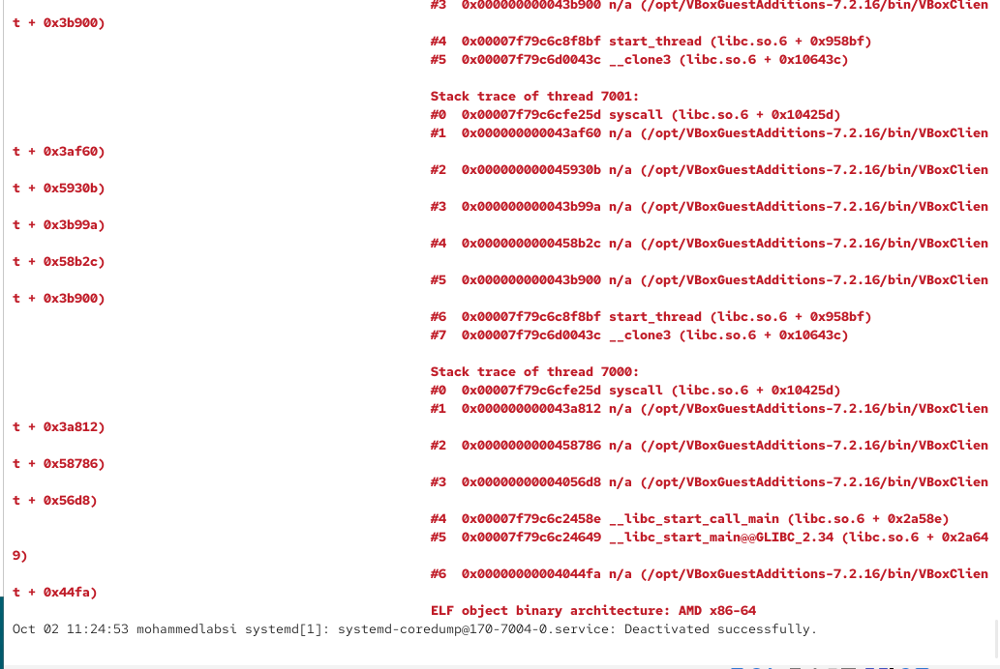 #3  0x000000000043b900 n/a (/opt/VBoxGuestAdditions-7.2.16/bin/VBoxClien
t + 0x3b900)
#4  0x00007f79c6c8f8bf start_thread (libc.so.6 + 0x958bf)
#5  0x00007f79c6d0043c __clone3 (libc.so.6 + 0x10643c)
Stack trace of thread 7001:
#0  0x00007f79c6cfe25d syscall (libc.so.6 + 0x10425d)
#1  0x000000000043af60 n/a (/opt/VBoxGuestAdditions-7.2.16/bin/VBoxClien
t + 0x3af60)
#2  0x000000000045930b n/a (/opt/VBoxGuestAdditions-7.2.16/bin/VBoxClien
t + 0x5930b)
#3  0x000000000043b99a n/a (/opt/VBoxGuestAdditions-7.2.16/bin/VBoxClien
t + 0x3b99a)
#4  0x0000000000458b2c n/a (/opt/VBoxGuestAdditions-7.2.16/bin/VBoxClien
t + 0x58b2c)
#5  0x000000000043b900 n/a (/opt/VBoxGuestAdditions-7.2.16/bin/VBoxClien
t + 0x3b900)
#6  0x00007f79c6c8f8bf start_thread (libc.so.6 + 0x958bf)
#7  0x00007f79c6d0043c __clone3 (libc.so.6 + 0x10643c)
Stack trace of thread 7000:
#0  0x00007f79c6cfe25d syscall (libc.so.6 + 0x10425d)
#1  0x000000000043a812 n/a (/opt/VBoxGuestAdditions-7.2.16/bin/VBoxClien
t + 0x3a812)
#2  0x0000000000458786 n/a (/opt/VBoxGuestAdditions-7.2.16/bin/VBoxClien
t + 0x58786)
#3  0x00000000004056d8 n/a (/opt/VBoxGuestAdditions-7.2.16/bin/VBoxClien
t + 0x56d8)
#4  0x00007f79c6c2458e __libc_start_call_main (libc.so.6 + 0x2a58e)
#5  0x00007f79c6c24649 __libc_start_main@@GLIBC_2.34 (libc.so.6 + 0x2a64
9)
#6  0x00000000004044fa n/a (/opt/VBoxGuestAdditions-7.2.16/bin/VBoxClien
t + 0x44fa)
ELF object binary architecture: AMD x86-64
Oct 02 11:24:53 mohammedlabsi systemd[1]: systemd-coredump@170-7004-0.service: Deactivated successfully.